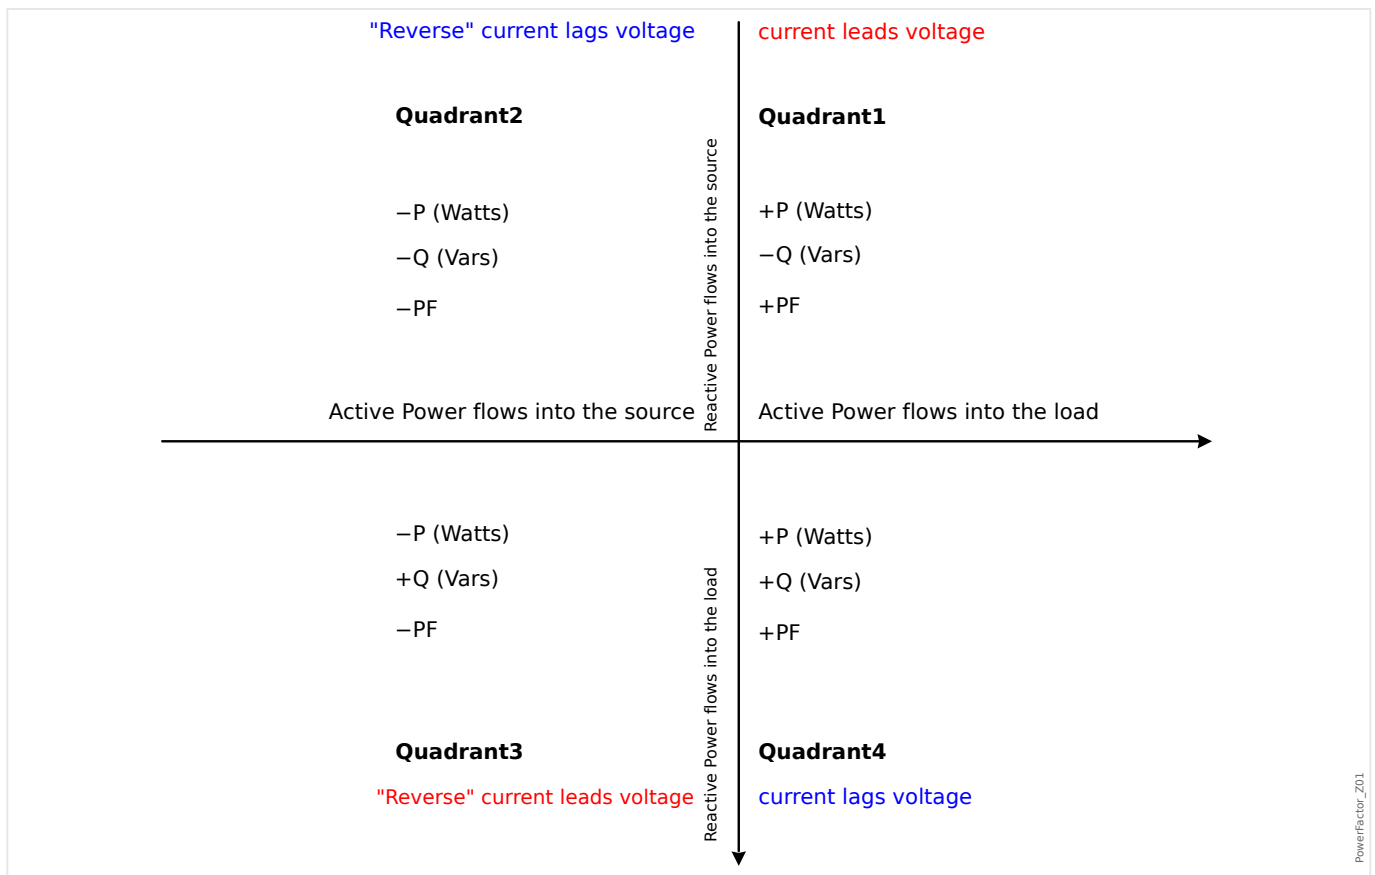 "Reverse" current lags voltage
current leads voltage
Quadrant2
Quadrant1
−P (Watts)
−Q (Vars)
−PF
Reactive Power flows into the source
+P (Watts)
−Q (Vars)
+PF
Active Power flows into the source
Active Power flows into the load
−P (Watts)
+Q (Vars)
−PF
Reactive Power flows into the load
+P (Watts)
+Q (Vars)
+PF
Quadrant3
Quadrant4
"Reverse" current leads voltage
current lags voltage
PowerFactor_Z01